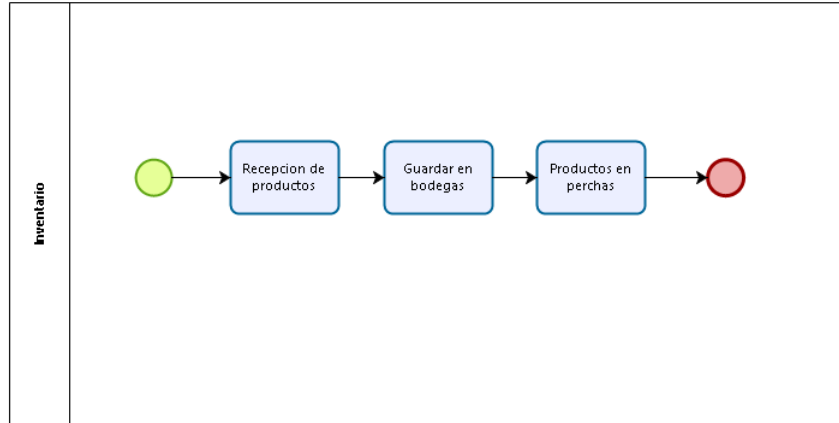 Inventario
Recepcion de
productos
Guardar en
bodegas
Productos en
perchas